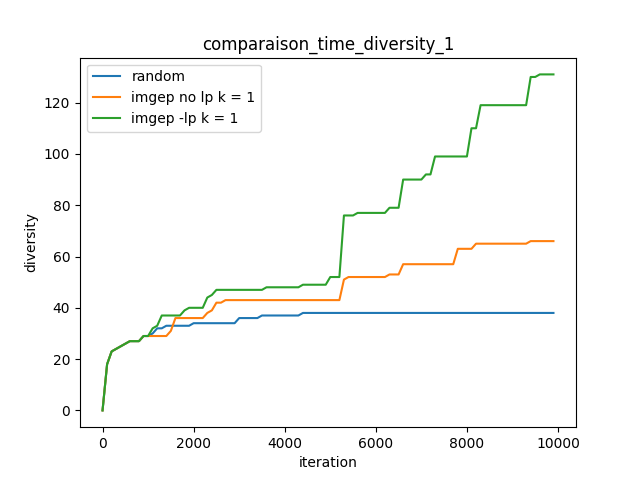 comparaison_time_diversity_1
random
imgep no lp k = 1
imgep -lp k = 1
120
100
80
60
40
20
0
diversity
0 2000 4000 6000 8000 10000
iteration